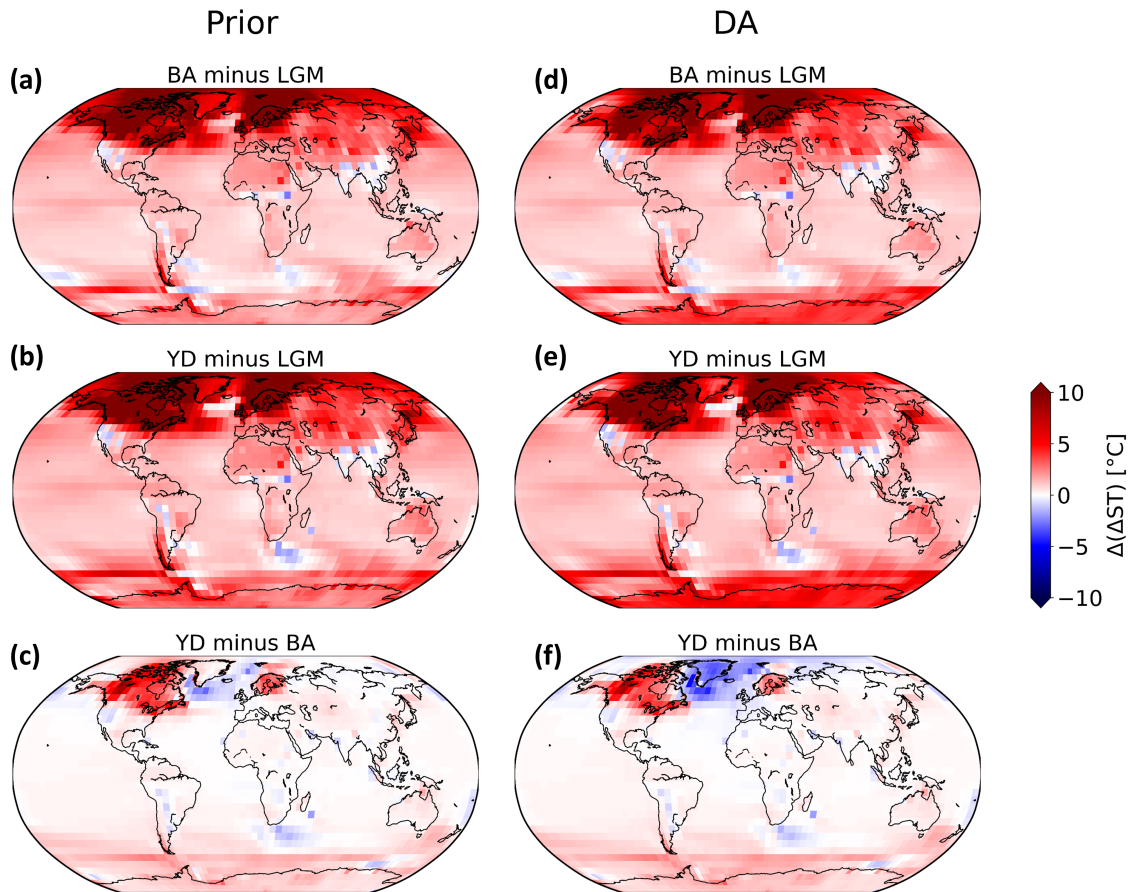 Prior
DA
(a)
BA minus LGM
(d)
BA minus LGM
(b)
YD minus LGM
(e)
YD minus LGM
10
5
0
−5
−10
Δ(ΔST) [°C]
(c)
YD minus BA
(f)
YD minus BA